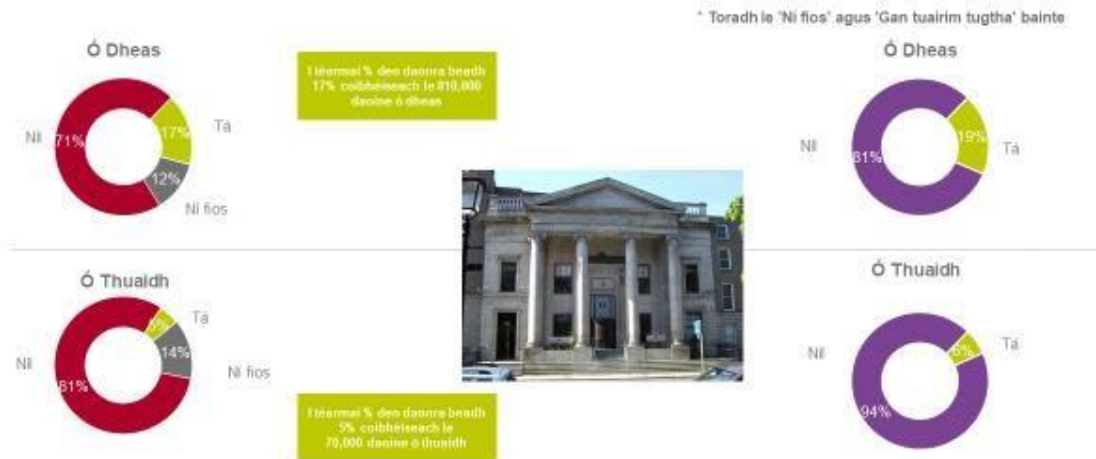 * Toradh le 'Ní fios' agus 'Gan tuairim tugtha' bainte
Ó Dheas
Níl
71%
17%
Tá
12%
Ní fios
I téarmaí % den daonra beadh
17% coibhéiseach le 810,000
daoine ó dheas
Ó Dheas
Níl
81%
19%
Tá
Ó Thuaidh
Níl
81%
5%
Tá
14%
Ní fios
I téarmaí % den daonra beadh
5% coibhéiseach le
70,000 daoine ó thuaidh
Ó Thuaidh
Níl
94%
6%
Tá